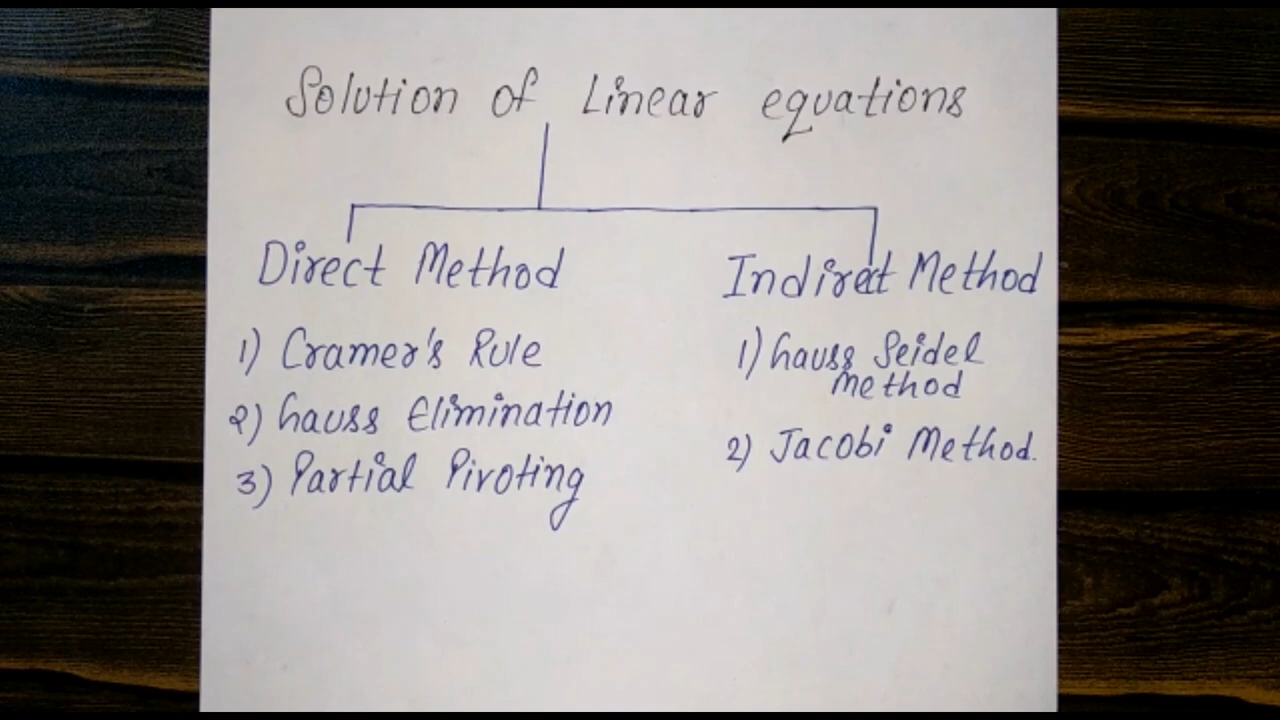 Solution of Linear equations
Direct Method
1) Cramer's Rule
2) Gauss Elimination
3) Partial Pivoting
Indirect Method
1) Gauss Seidel
Method
2) Jacobi Method.